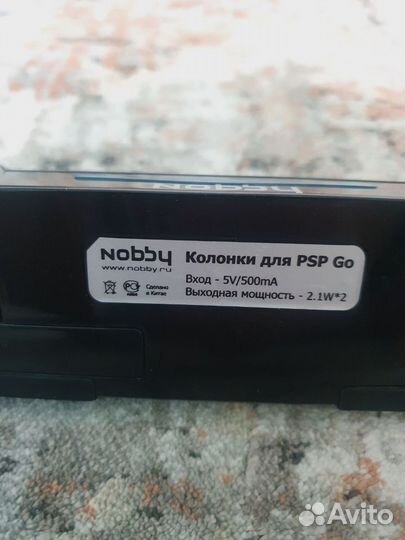 nobby
nobby Колонки для PSP Go
www.nobby.ru
Вход - 5V/500mA
Сделано
в Китае
Выходная мощность - 2.1W*2
Avito